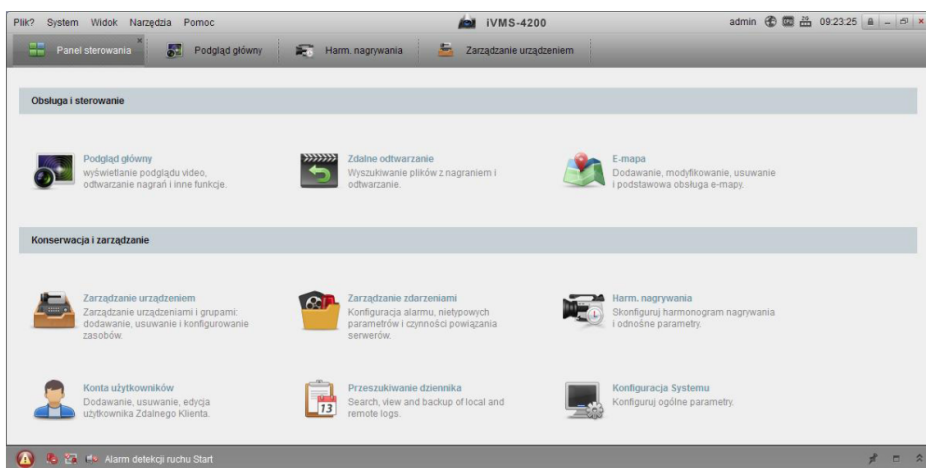 Plik? System Widok Narzędzia Pomoc
iVMS-4200
admin 09:23:25
Panel sterowania
Podgląd główny
Harm. nagrywania
Zarządzanie urządzeniem
Obsługa i sterowanie
Podgląd główny
wyświetlanie podglądu video,
odtwarzanie nagrań i inne funkcje.
Zdalne odtwarzanie
Wyszukiwanie plików z nagraniem i
odtwarzanie.
E-mapa
Dodawanie, modyfikowanie, usuwanie
i podstawowa obsługa e-mapy.
Konserwacja i zarządzanie
Zarządzanie urządzeniem
Zarządzanie urządzeniami i grupami:
dodawanie, usuwanie i konfigurowanie
zasobów.
Zarządzanie zdarzeniami
Konfiguracja alarmu, nietypowych
parametrów i czynności powiązania
serwerów.
Harm. nagrywania
Skonfiguruj harmonogram nagrywania
i odnośne parametry.
Konta użytkowników
Dodawanie, usuwanie, edycja
użytkownika Zdalnego Klienta.
Przeszukiwanie dziennika
Search, view and backup of local and
remote logs.
13
Konfiguracja Systemu
Konfiguruj ogólne parametry.
Alarm detekcji ruchu Start